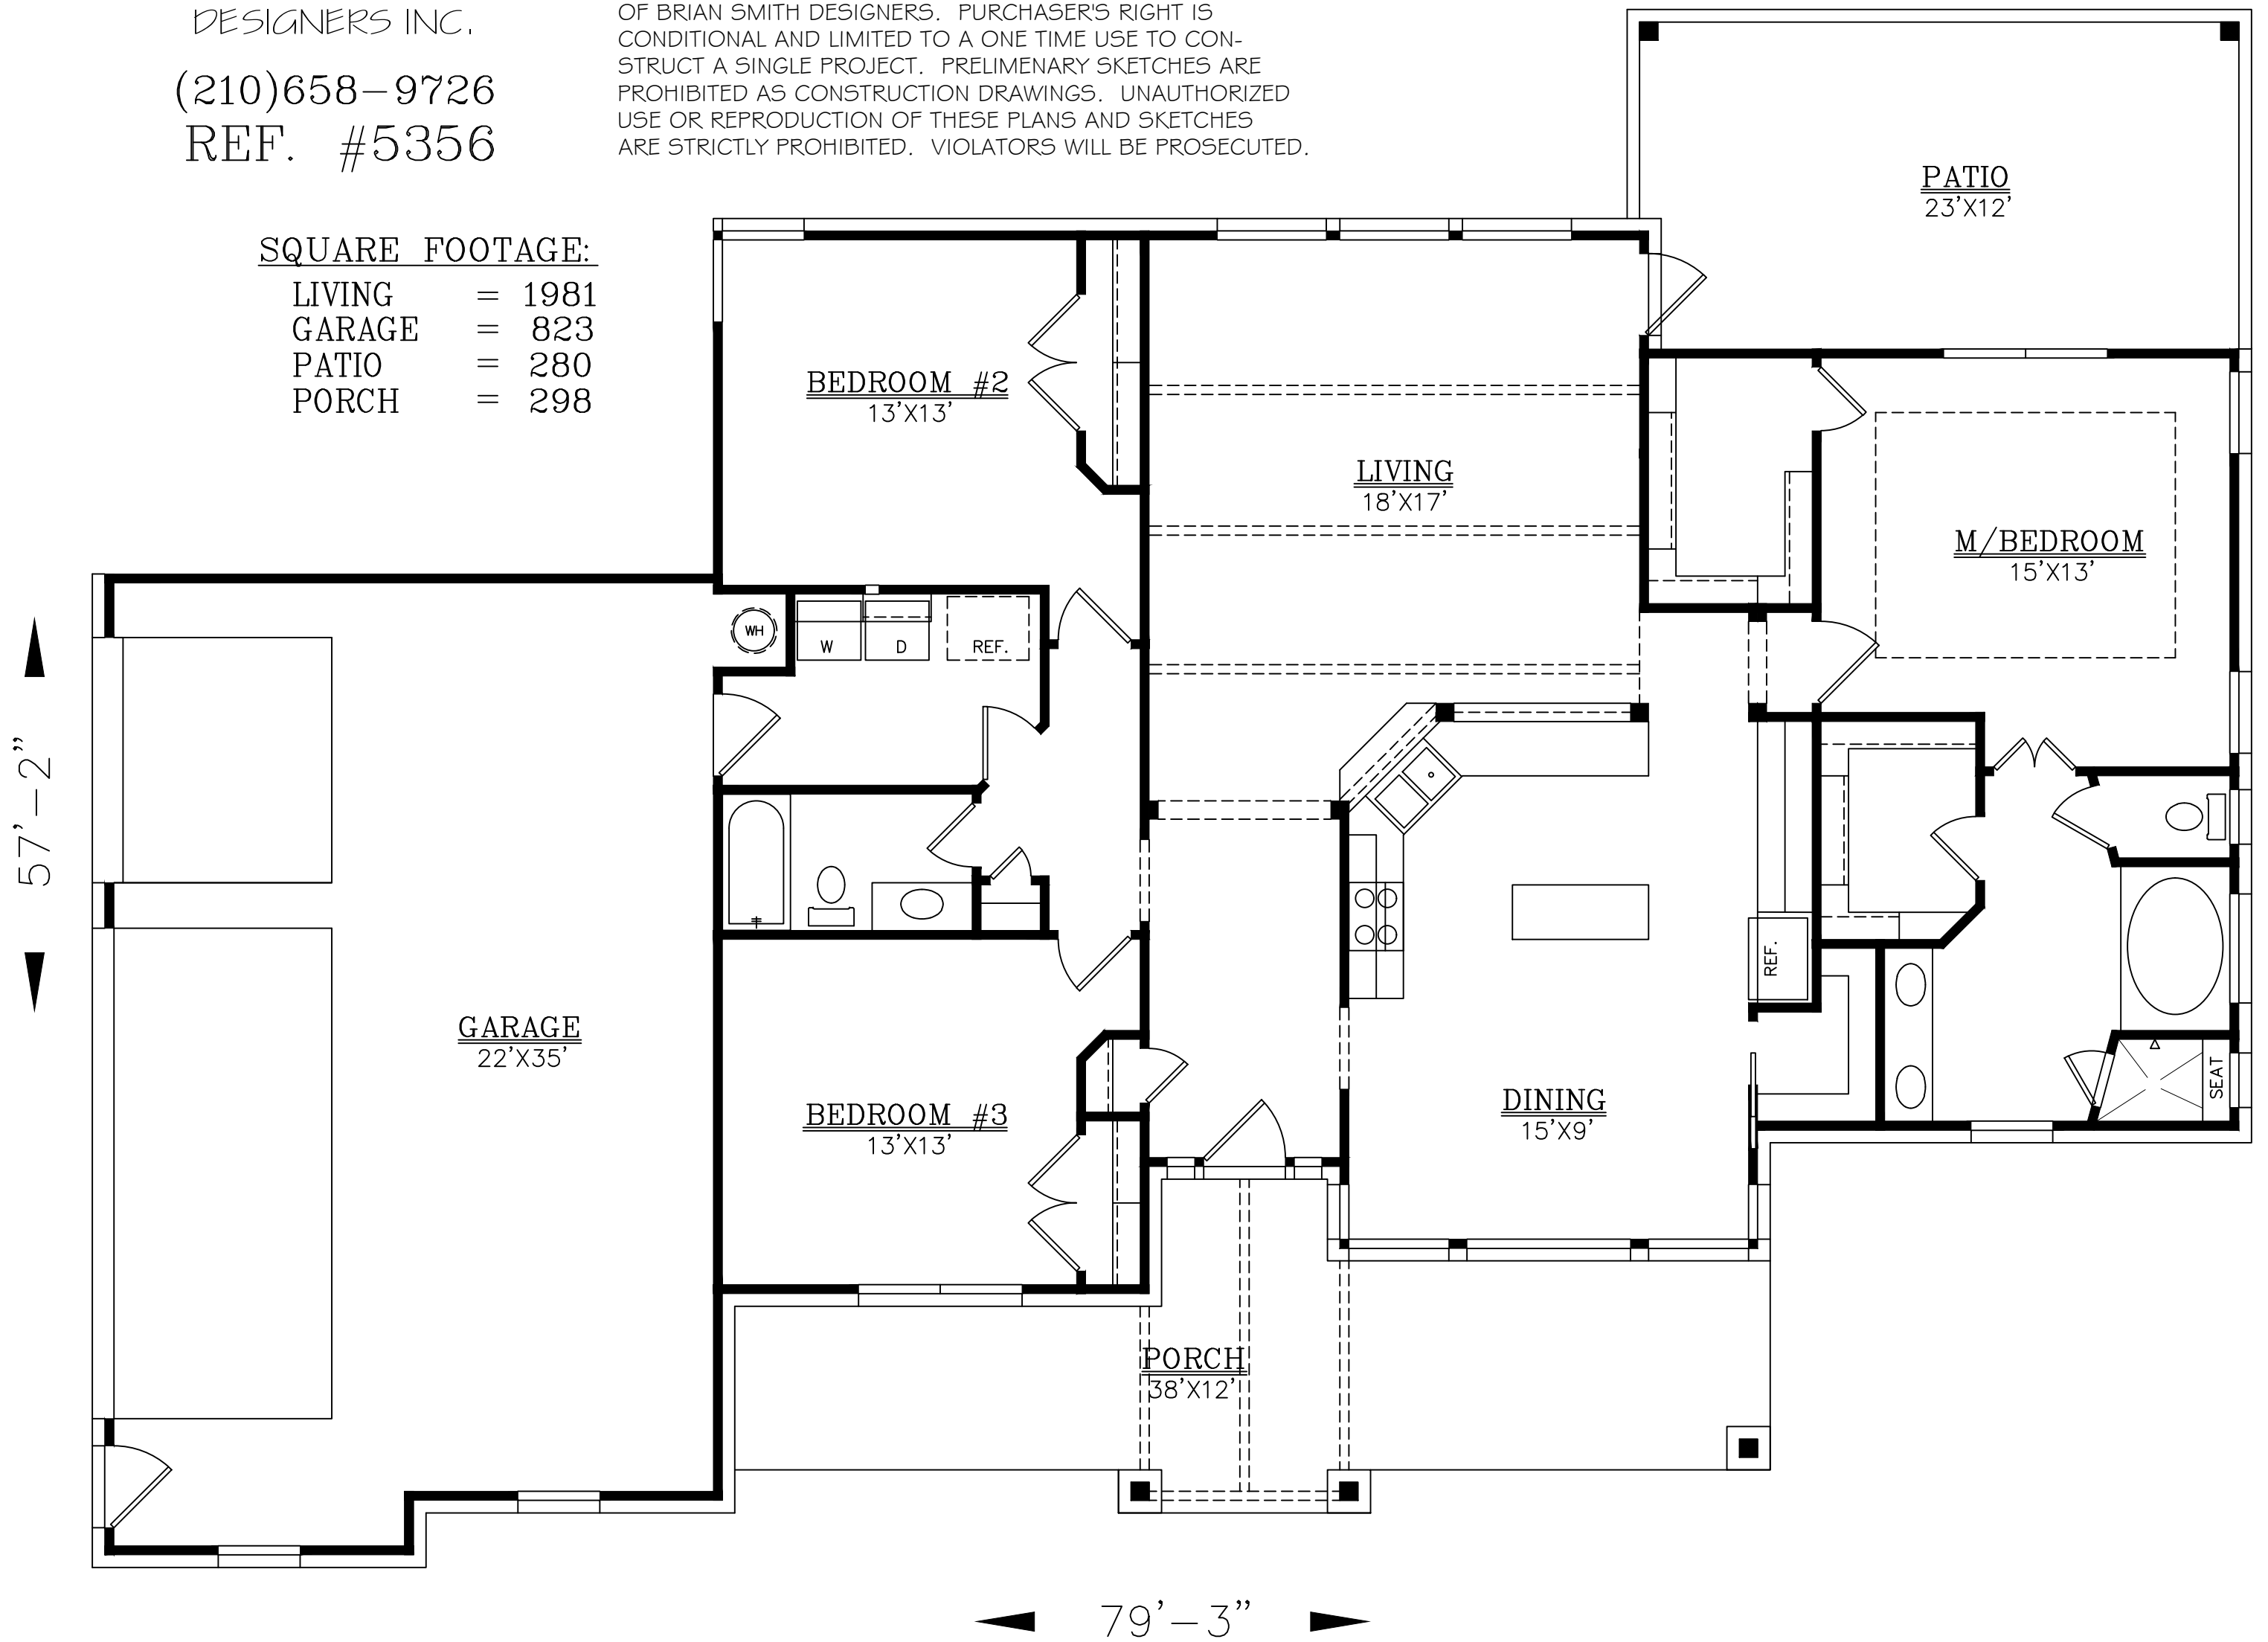 DESIGNERS INC.
(210)658-9726
REF. #5356
OF BRIAN SMITH DESIGNERS. PURCHASER'S RIGHT IS
CONDITIONAL AND LIMITED TO A ONE TIME USE TO CON-
STRUCT A SINGLE PROJECT. PRELIMENARY SKETCHES ARE
PROHIBITED AS CONSTRUCTION DRAWINGS. UNAUTHORIZED
USE OR REPRODUCTION OF THESE PLANS AND SKETCHES
ARE STRICTLY PROHIBITED. VIOLATORS WILL BE PROSECUTED.
SQUARE FOOTAGE:
LIVING = 1981
GARAGE = 823
PATIO = 280
PORCH = 298
PATIO
23'X12'
BEDROOM #2
13'X13'
LIVING
18'X17'
M/BEDROOM
15'X13'
WH
W
D
REF.
57'-2"
GARAGE
22'X35'
REF.
BEDROOM #3
13'X13'
DINING
15'X9'
SEAT
PORCH
38'X12'
79'-3"